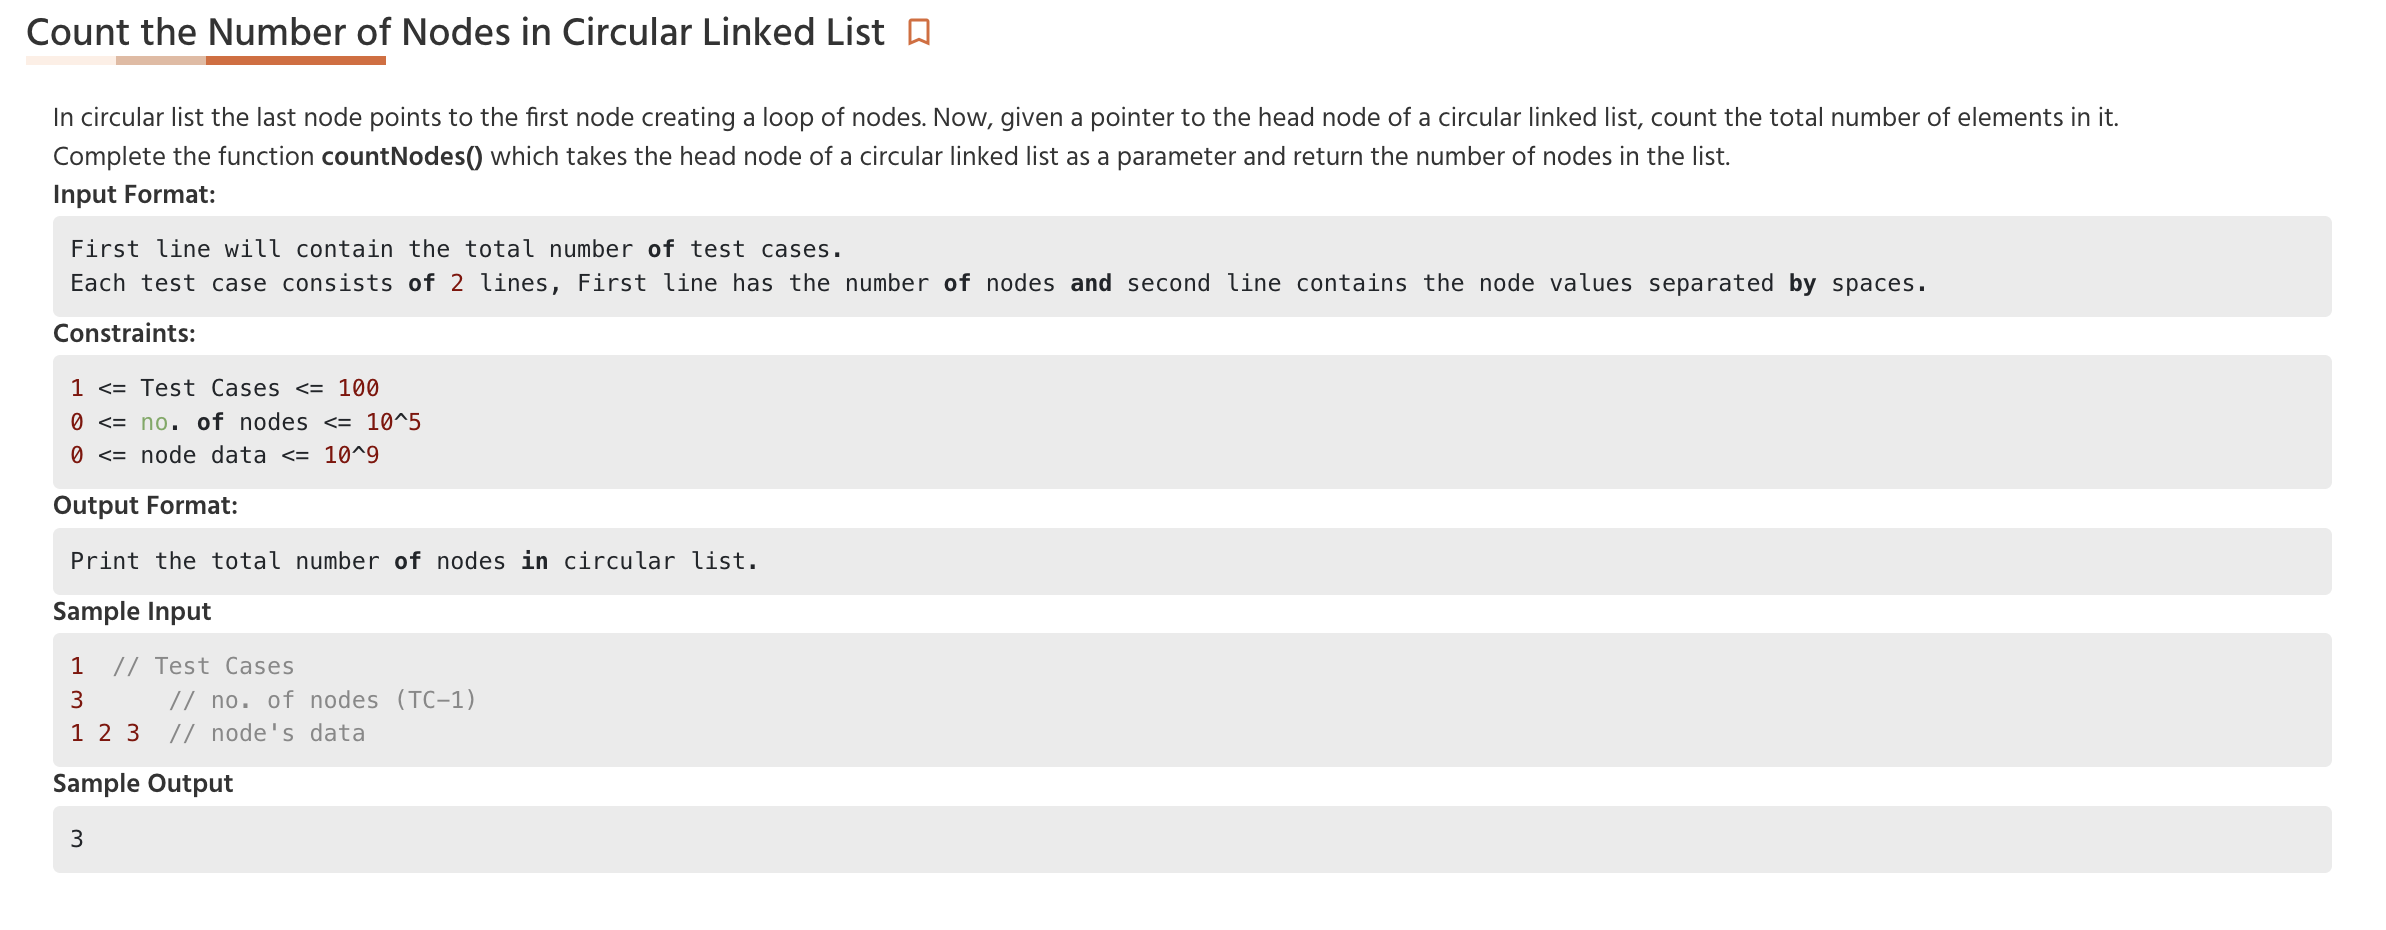 Count the Number of Nodes in Circular Linked List
In circular list the last node points to the first node creating a loop of nodes. Now, given a pointer to the head node of a circular linked list, count the total number of elements in it.
Complete the function countNodes() which takes the head node of a circular linked list as a parameter and return the number of nodes in the list.
Input Format:
First line will contain the total number of test cases.
Each test case consists of 2 lines, First line has the number of nodes and second line contains the node values separated by spaces.
Constraints:
1 <= Test Cases <= 100
0 <= no. of nodes <= 10^5
0 <= node data <= 10^9
Output Format:
Print the total number of nodes in circular list.
Sample Input
1  // Test Cases
3      // no. of nodes (TC-1)
1 2 3  // node's data
Sample Output
3